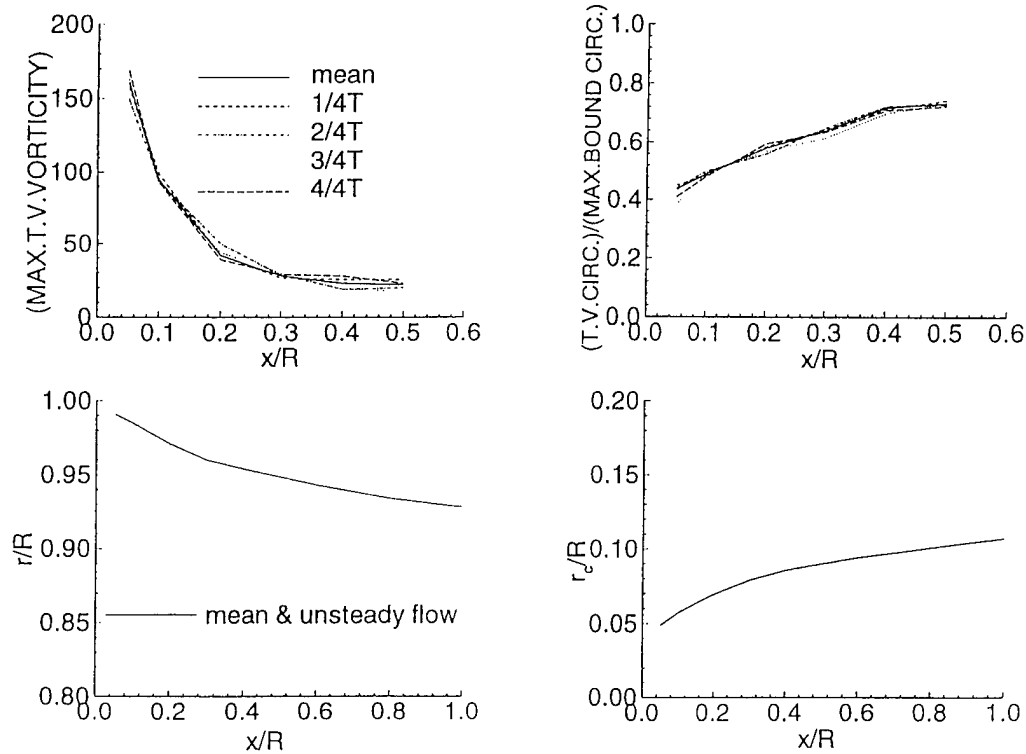 (MAX.T.V.VORTICITY)
200
150
100
50
0
0.0 0.1 0.2 0.3 0.4 0.5 0.6
x/R
mean
1/4T
2/4T
3/4T
4/4T
(T.V.CIRC.)/(MAX.BOUND CIRC.)
1.0
0.8
0.6
0.4
0.2
0.0
0.0 0.1 0.2 0.3 0.4 0.5 0.6
x/R
r/R
1.00
0.95
0.90
0.85
0.80
0.0 0.2 0.4 0.6 0.8 1.0
x/R
mean & unsteady flow
r_c/R
0.20
0.15
0.10
0.05
0.00
0.0 0.2 0.4 0.6 0.8 1.0
x/R